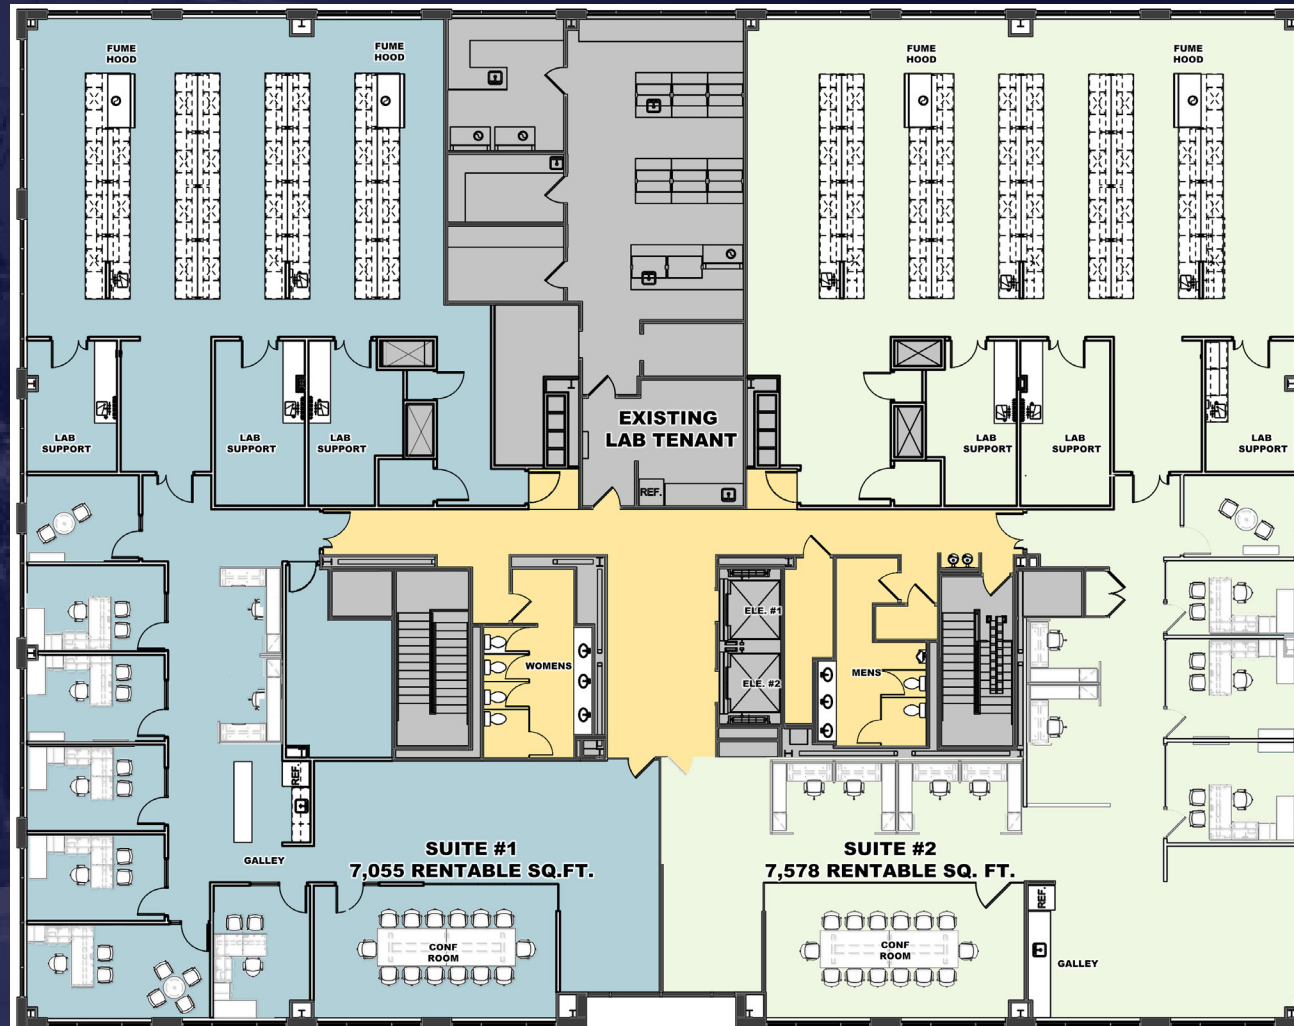 FUME
HOOD
FUME
HOOD
FUME
HOOD
FUME
HOOD
EXISTING
LAB TENANT
LAB
SUPPORT
LAB
SUPPORT
LAB
SUPPORT
LAB
SUPPORT
LAB
SUPPORT
LAB
SUPPORT
REF.
ELE. #1
WOMENS
MENS
ELE. #2
REF.
GALLEY
SUITE #1
7,055 RENTABLE SQ.FT.
SUITE #2
7,578 RENTABLE SQ. FT.
REF.
CONF
ROOM
CONF
ROOM
GALLEY